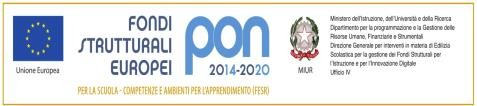 FONDI
STRUTTURALI
EUROPEI
pon
2014-2020
Unione Europea
MIUR
Ministero dell'Istruzione, dell'Università e della Ricerca
Dipartimento per la programmazione e la Gestione delle
Risorse Umane, Finanziarie e Strumentali
Direzione Generale per interventi in materia di Edilizia
Scolastica per la gestione dei Fondi Strutturali per
l'Istruzione e per l'Innovazione Digitale
Ufficio IV
PER LA SCUOLA - COMPETENZE E AMBIENTI PER L'APPRENDIMENTO (FESR)